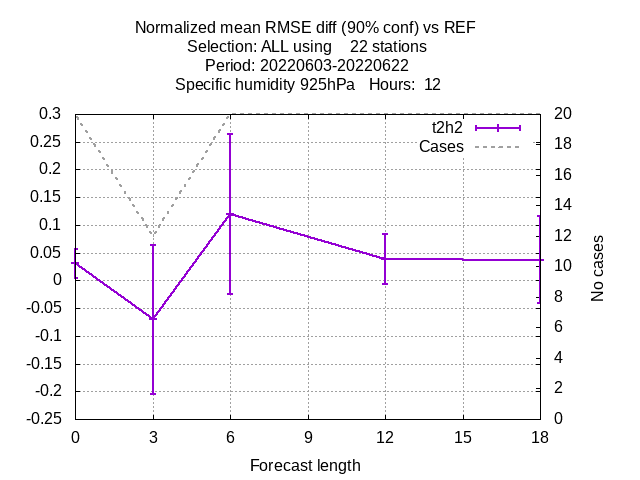 Normalized mean RMSE diff (90% conf) vs REF
Selection: ALL using    22 stations
Period: 20220603-20220622
Specific humidity 925hPa   Hours:  12
t2h2
Cases
0.3
0.25
0.2
0.15
0.1
0.05
0
-0.05
-0.1
-0.15
-0.2
-0.25
20
18
16
14
12
10
8
6
4
2
0
No cases
0 3 6 9 12 15 18
Forecast length